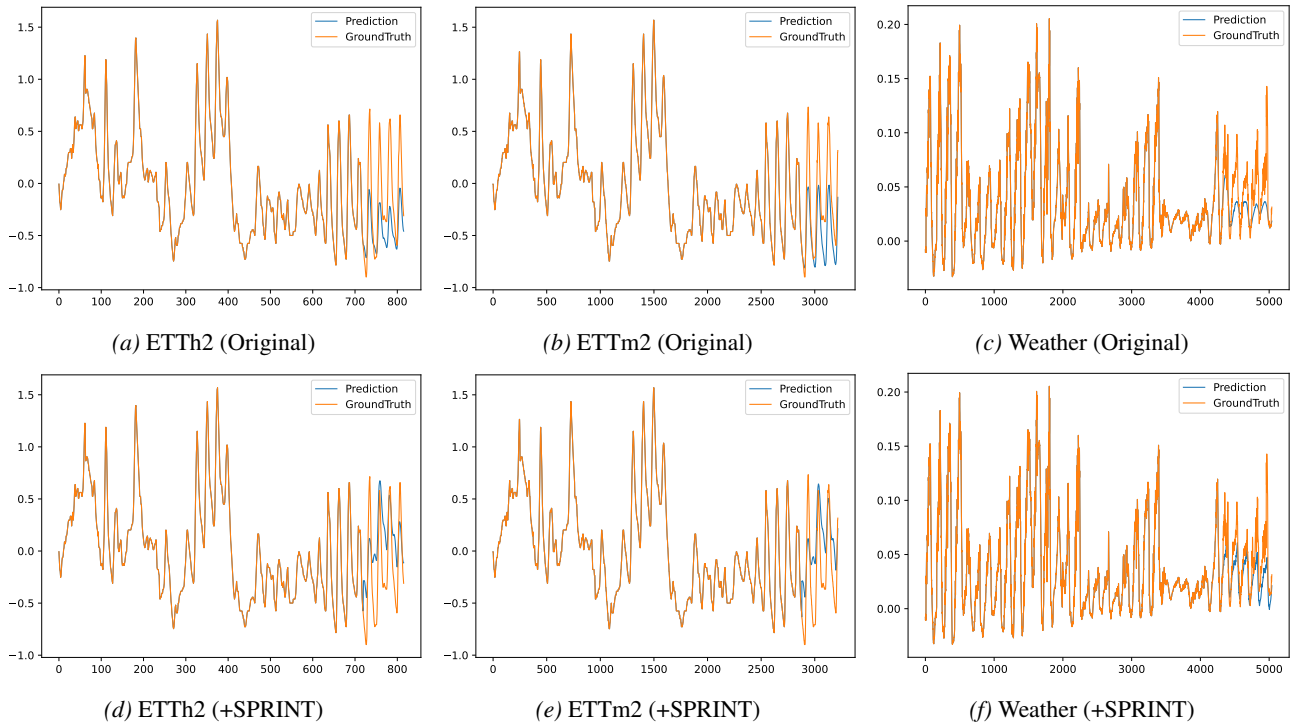 1.5
1.0
0.5
0.0
−0.5
−1.0
0 100 200 300 400 500 600 700 800
Prediction
GroundTruth
(a) ETTh2 (Original)
1.5
1.0
0.5
0.0
−0.5
−1.0
0 500 1000 1500 2000 2500 3000
Prediction
GroundTruth
(b) ETTm2 (Original)
0.20
0.15
0.10
0.05
0.00
0 1000 2000 3000 4000 5000
Prediction
GroundTruth
(c) Weather (Original)
1.5
1.0
0.5
0.0
−0.5
−1.0
0 100 200 300 400 500 600 700 800
Prediction
GroundTruth
(d) ETTh2 (+SPRINT)
1.5
1.0
0.5
0.0
−0.5
−1.0
0 500 1000 1500 2000 2500 3000
Prediction
GroundTruth
(e) ETTm2 (+SPRINT)
0.20
0.15
0.10
0.05
0.00
0 1000 2000 3000 4000 5000
Prediction
GroundTruth
(f) Weather (+SPRINT)